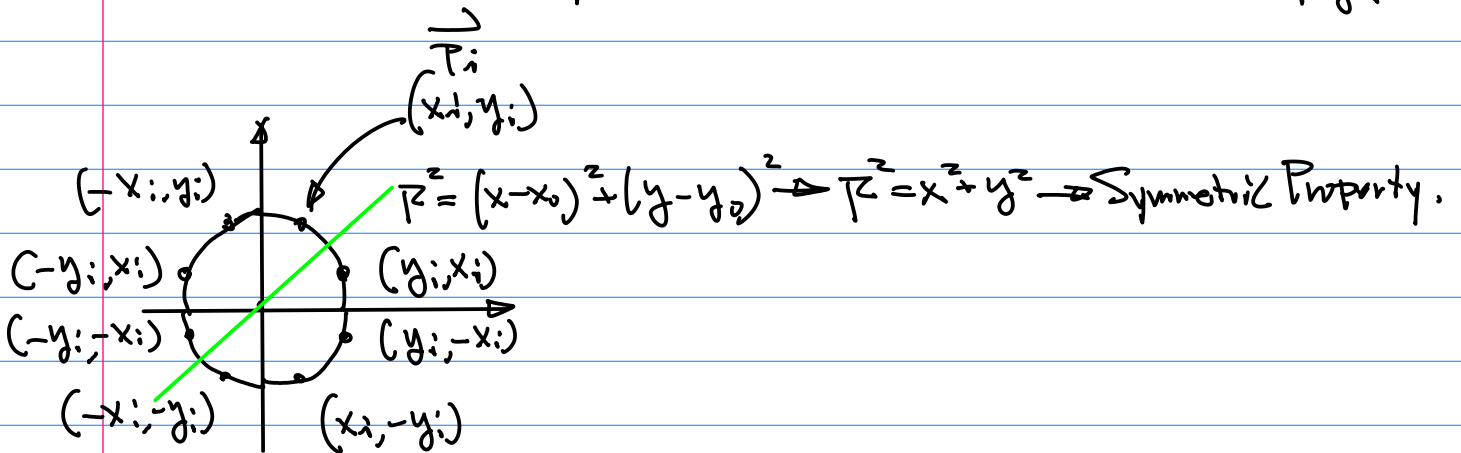 Pi
(xi, yi)
(-xi, yi)
r² = (x-x₀)² + (y-y₀)² → r² = x² + y² → Symmetric Property.
(-yi, xi) (yi, xi)
(-yi, -xi) (yi, -xi)
(-xi, -yi) (xi, -yi)